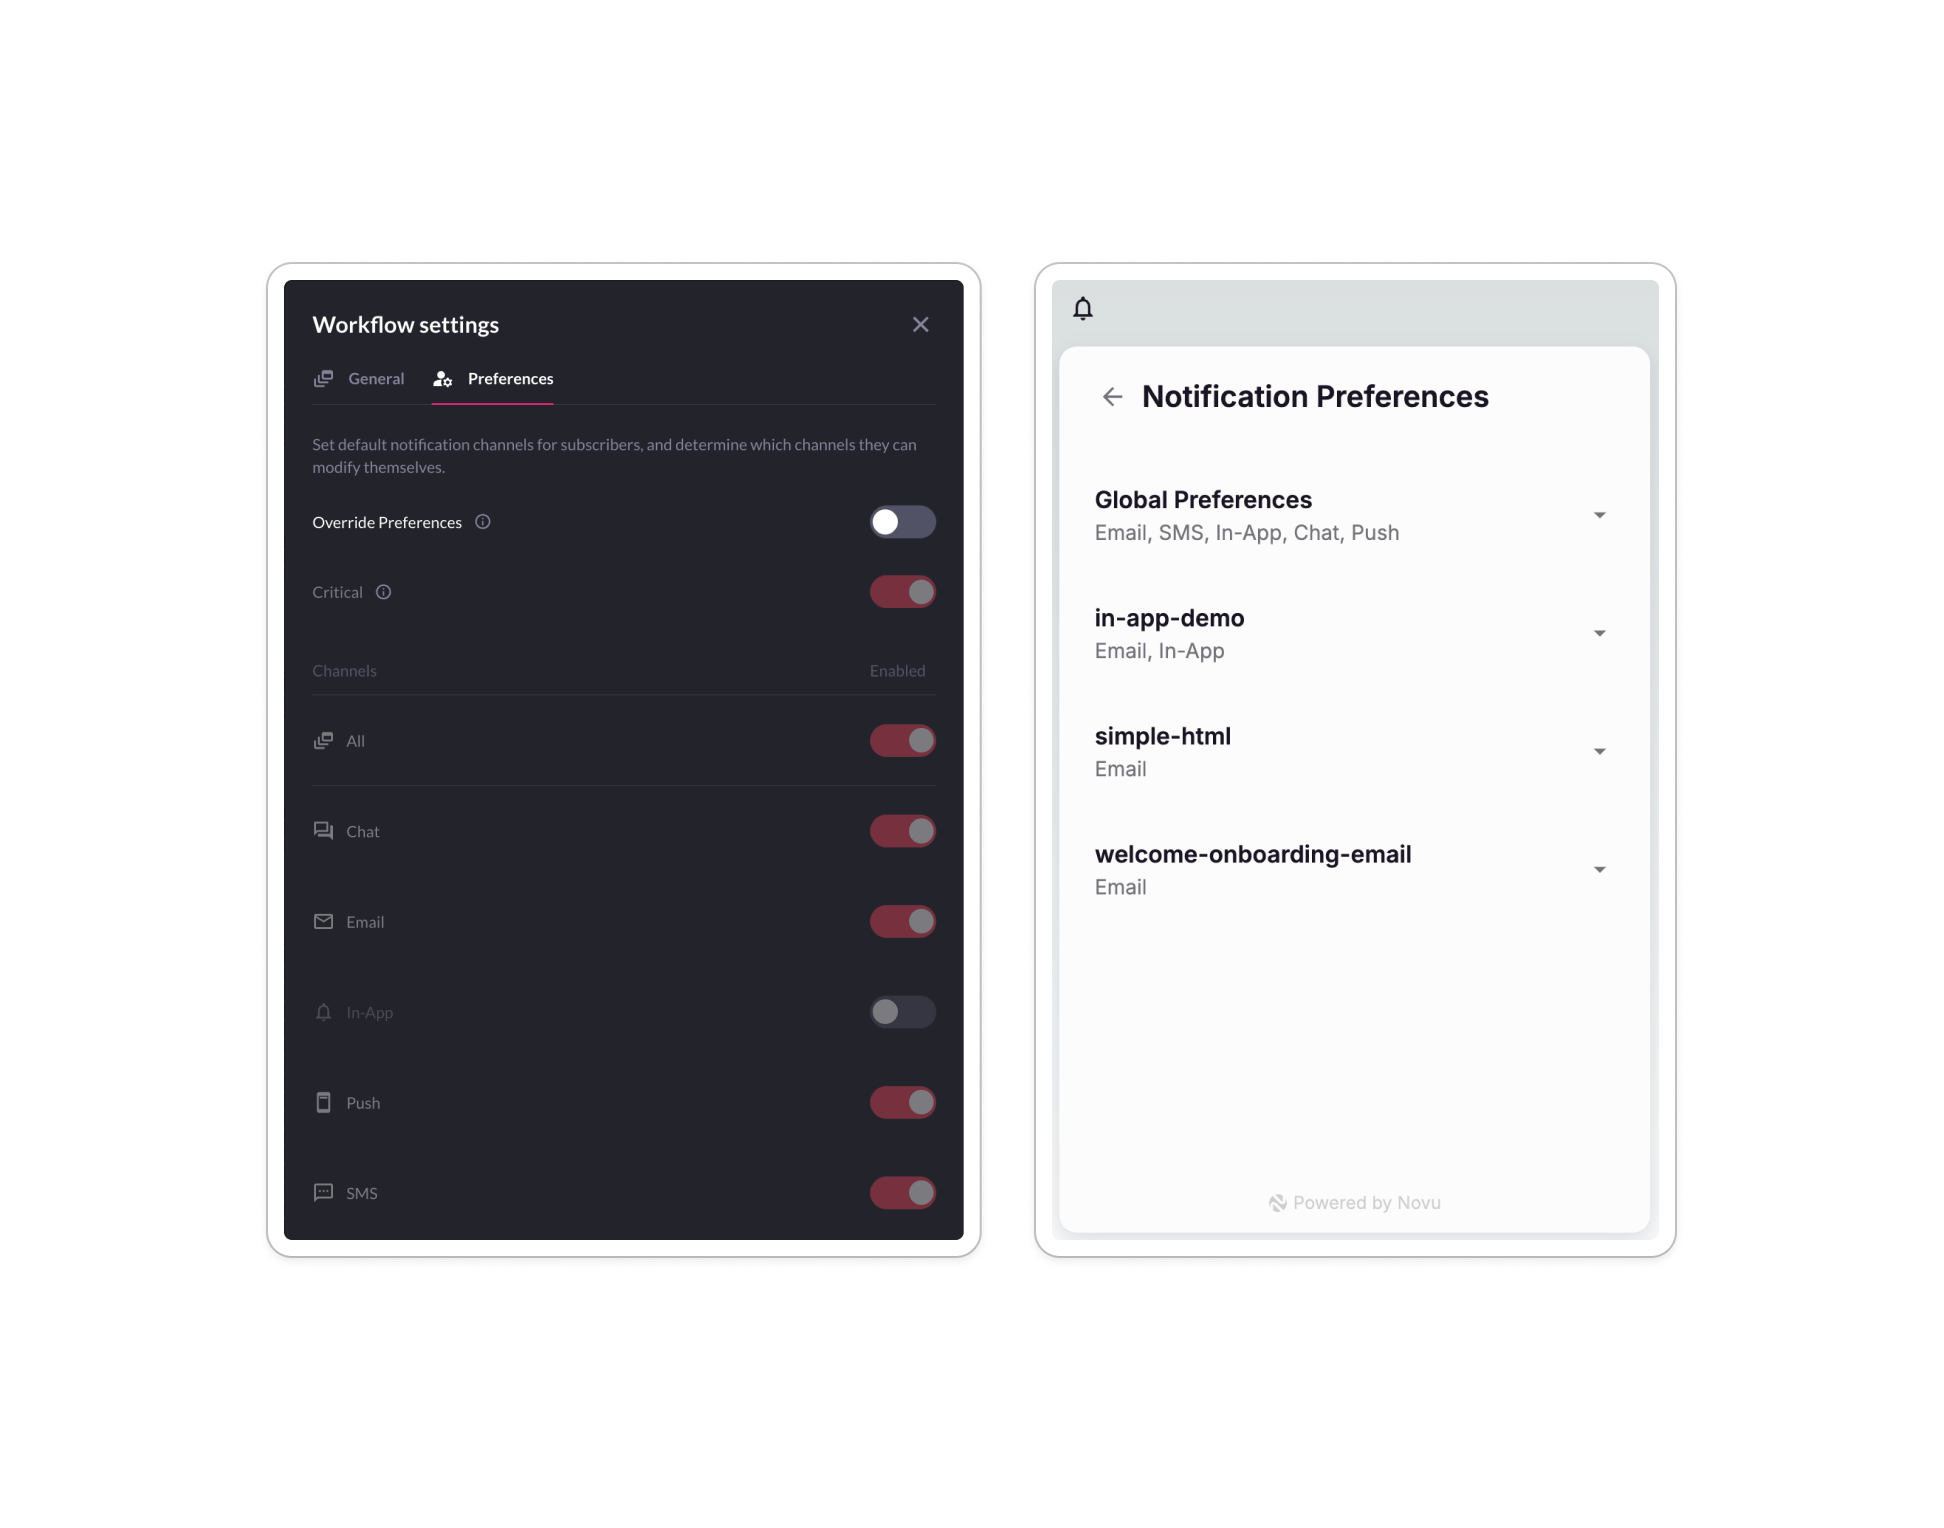 Workflow settings
General
Preferences
Set default notification channels for subscribers, and determine which channels they can
modify themselves.
Override Preferences
Critical
Channels
Enabled
All
Chat
Email
In-App
Push
SMS
Notification Preferences
Global Preferences
Email, SMS, In-App, Chat, Push
in-app-demo
Email, In-App
simple-html
Email
welcome-onboarding-email
Email
Powered by Novu